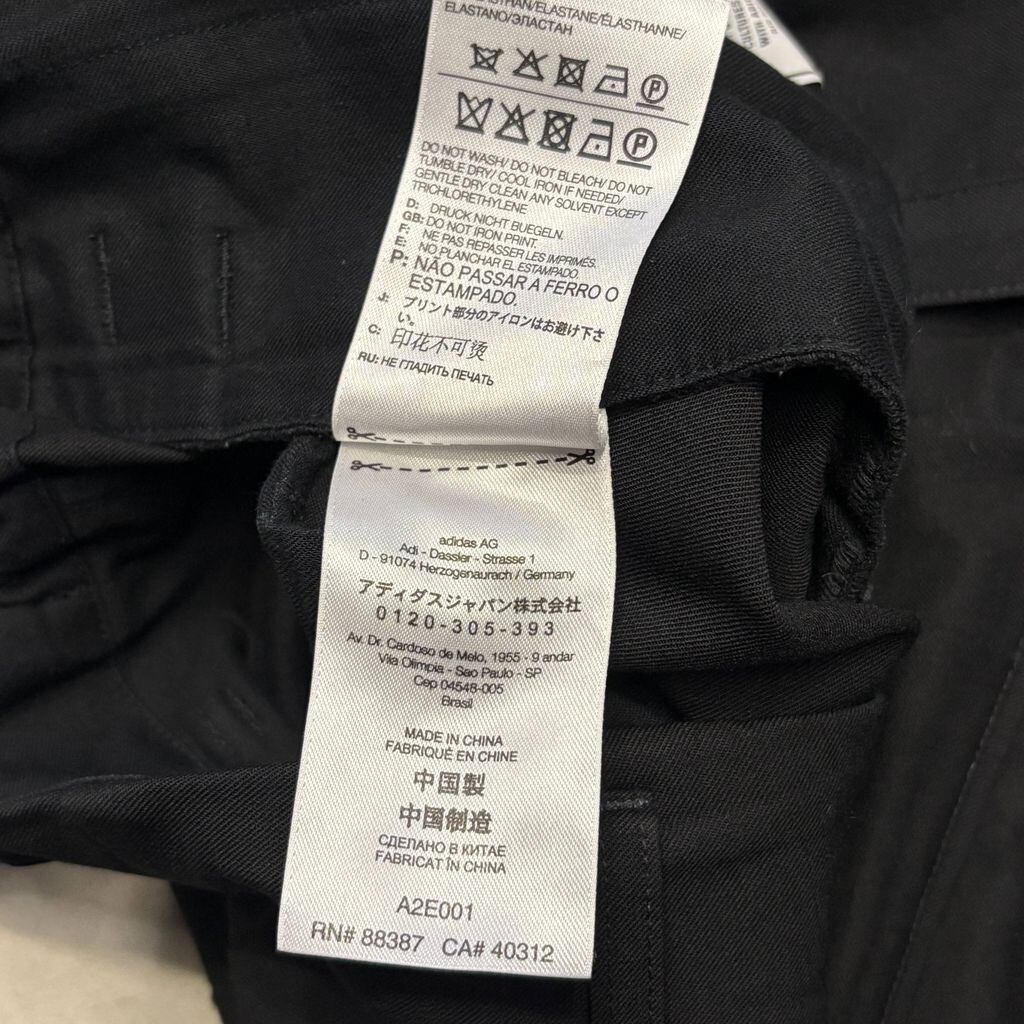 ELASTHAN/ELASTANE/ÉLASTHANNE/
ELASTANO/ЭЛАСТАН
DO NOT WASH/ DO NOT BLEACH/ DO NOT
TUMBLE DRY/ COOL IRON IF NEEDED/
GENTLE DRY CLEAN ANY SOLVENT EXCEPT
TRICHLORETHYLENE
D: DRUCK NICHT BUEGELN.
GB: DO NOT IRON PRINT.
F: NE PAS REPASSER LES IMPRIMÉS.
E: NO PLANCHAR EL ESTAMPADO.
P: NÃO PASSAR A FERRO O
ESTAMPADO.
J: プリント部分のアイロンはお避け下さ
い。
C: 印花不可烫
RU: НЕ ГЛАДИТЬ ПЕЧАТЬ
adidas AG
Adi - Dassler - Strasse 1
D - 91074 Herzogenaurach / Germany
アディダスジャパン株式会社
0120-305-393
Av. Dr. Cardoso de Melo, 1955 - 9 andar
Vila Olimpia - Sao Paulo - SP
Cep 04548-005
Brasil
MADE IN CHINA
FABRIQUÉ EN CHINE
中国製
中国制造
СДЕЛАНО В КИТАЕ
FABRICAT ÎN CHINA
A2E001
RN# 88387 CA# 40312
CULTURES
WITH